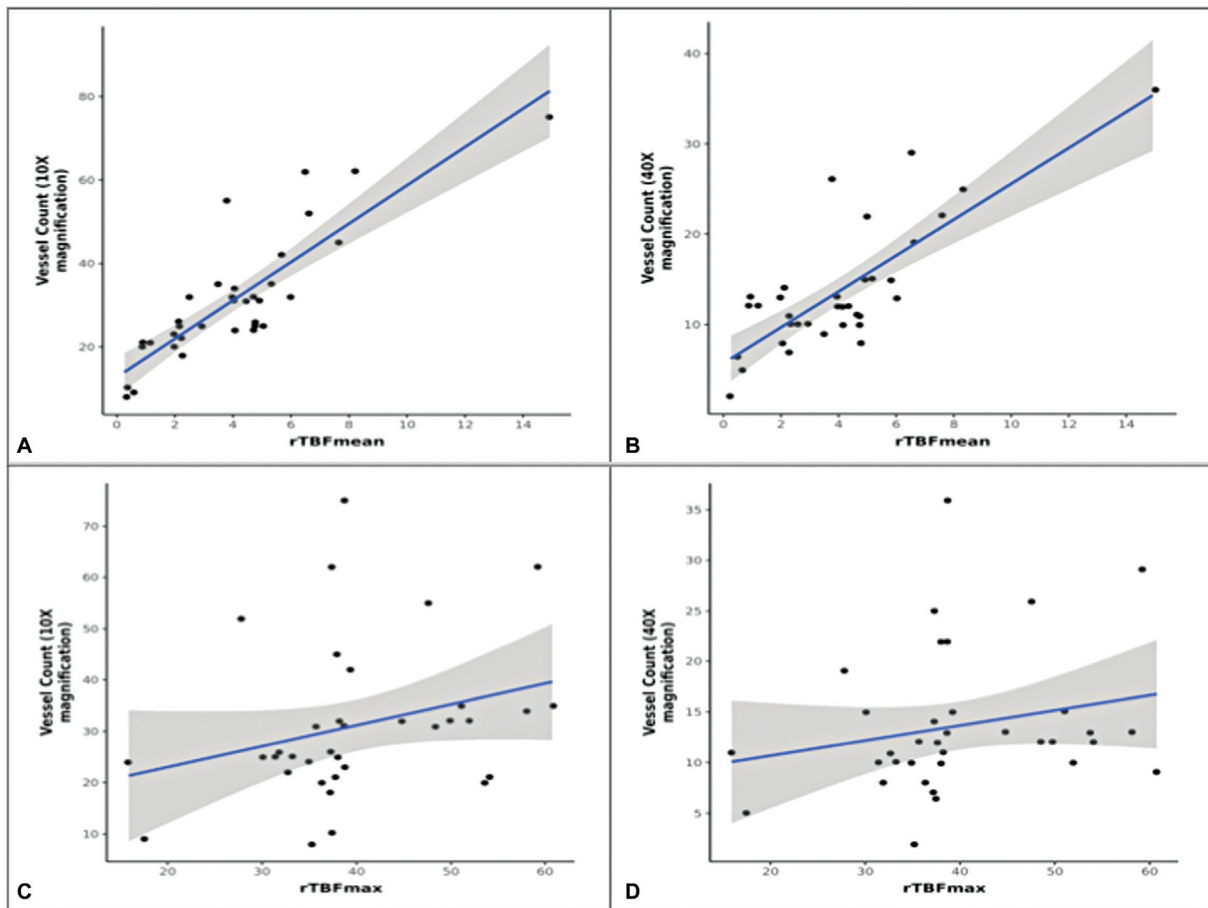 Vessel Count (10X
magnification)
80
60
40
20
0 2 4 6 8 10 12 14
A
rTBFmean
Vessel Count (40X
magnification)
40
30
20
10
0 2 4 6 8 10 12 14
B
rTBFmean
Vessel Count (10X
magnification)
70
60
50
40
30
20
10
20 30 40 50 60
C
rTBFmax
Vessel Count (40X
magnification)
35
30
25
20
15
10
5
20 30 40 50 60
D
rTBFmax